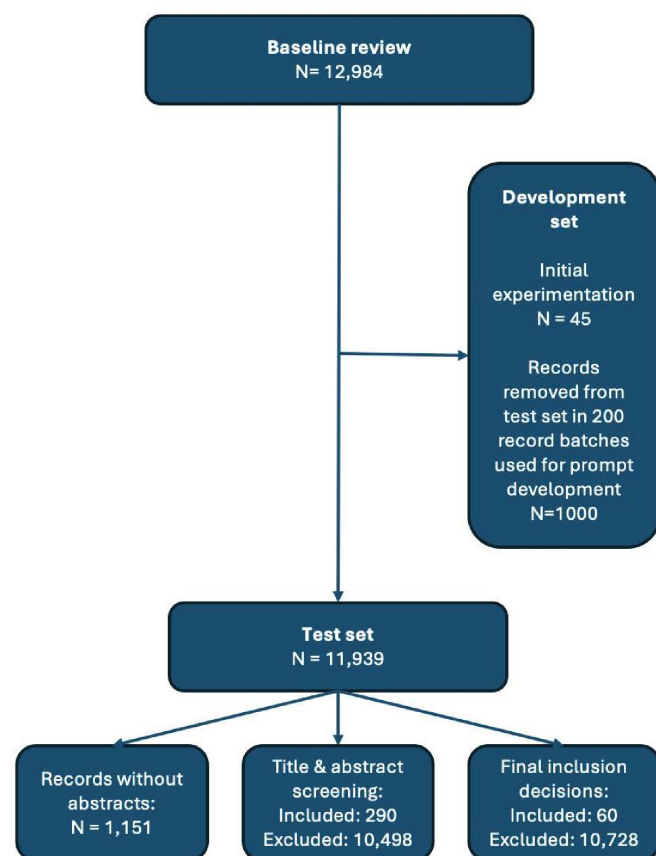 Baseline review
N= 12,984
Development
set
Initial
experimentation
N = 45
Records
removed from
test set in 200
record batches
used for prompt
development
N=1000
Test set
N = 11,939
Records without
abstracts:
N = 1,151
Title & abstract
screening:
Included: 290
Excluded: 10,498
Final inclusion
decisions:
Included: 60
Excluded: 10,728